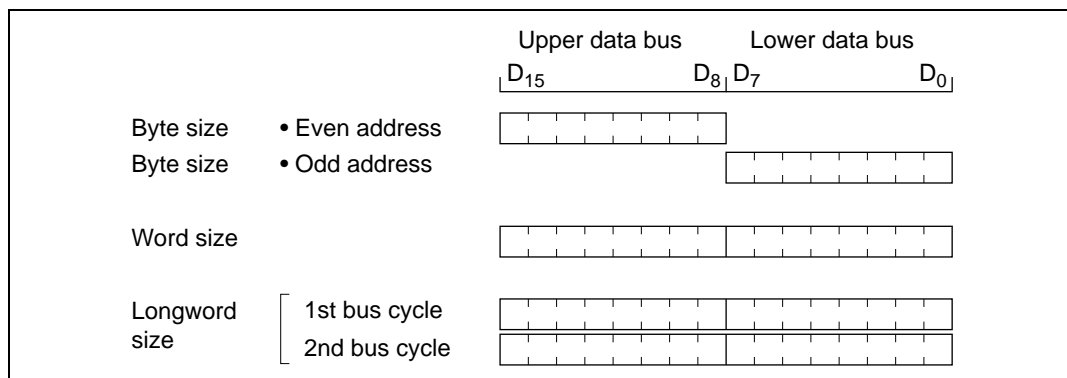 Upper data bus Lower data bus
D15 D8 D7 D0
Byte size • Even address
Byte size • Odd address
Word size
Longword size 1st bus cycle
2nd bus cycle